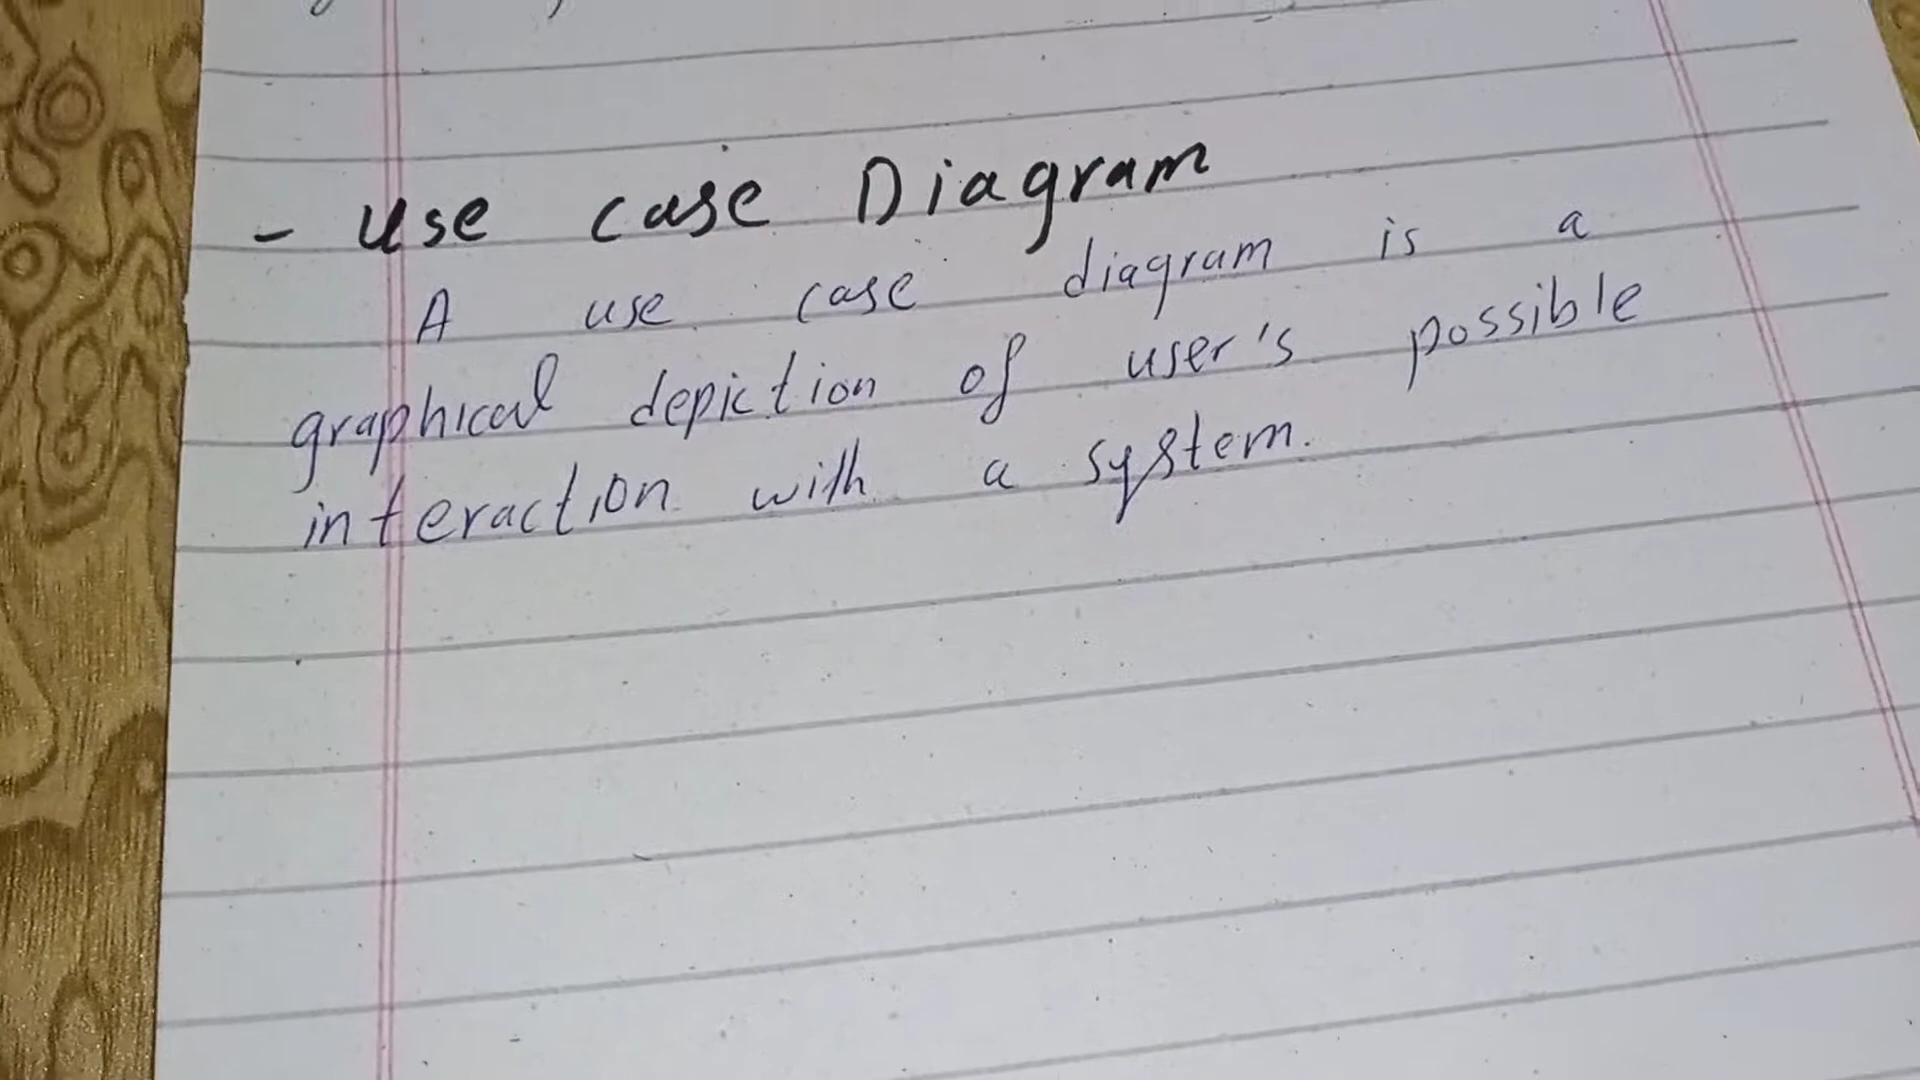 - Use case Diagram
A use case diagram is a
graphical depiction of user's possible
interaction with a system.